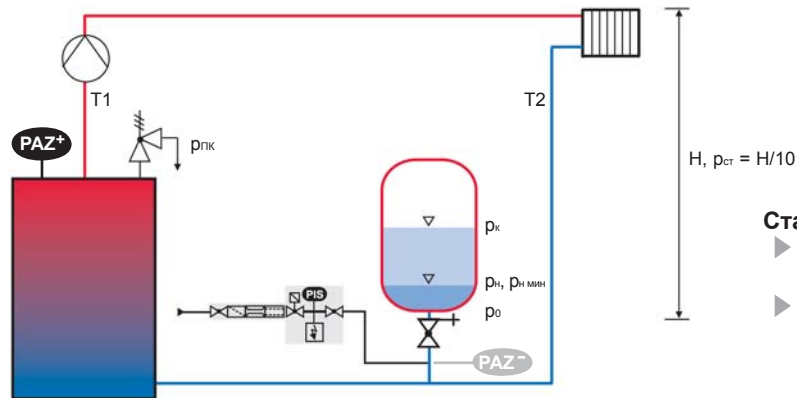 T1
T2
PAZ+
pпк
H, pст = H/10
Ста
pк
pн, pн мин
p0
PIS
PAZ−